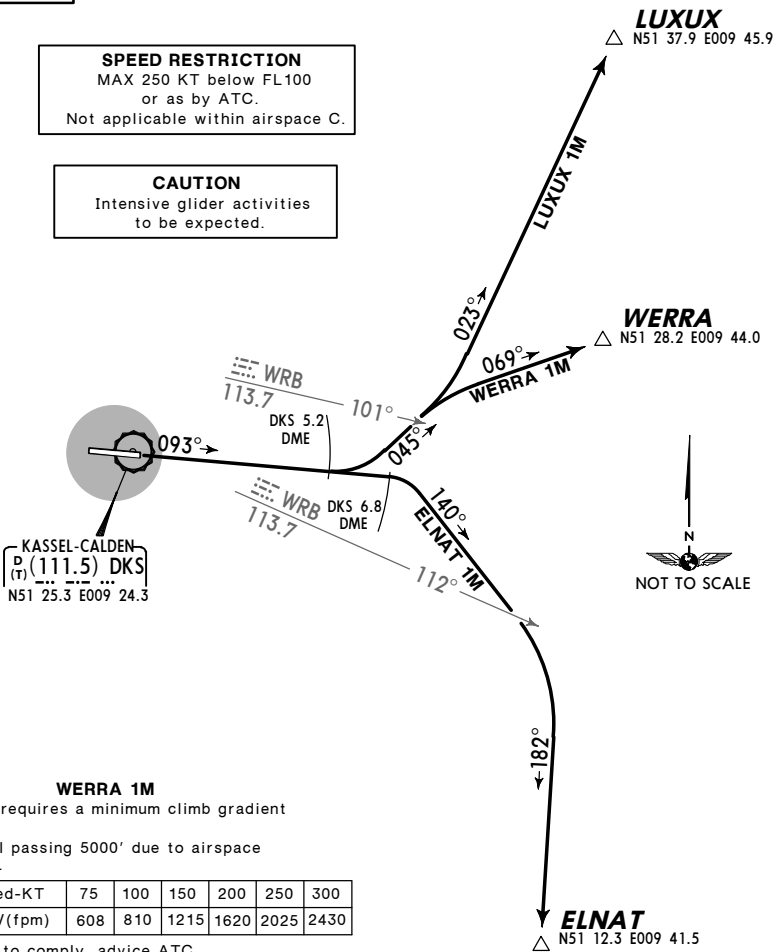 LUXUX
N51 37.9 E009 45.9
SPEED RESTRICTION
MAX 250 KT below FL100
or as by ATC.
Not applicable within airspace C.
CAUTION
Intensive glider activities
to be expected.
LUXUX 1M
023°
WERRA
N51 28.2 E009 44.0
069°
WERRA 1M
WRB
113.7
101°
DKS 5.2
DME
045°
093°
WRB
113.7
DKS 6.8
DME
140°
ELNAT 1M
112°
KASSEL-CALDEN
D
(T) (111.5) DKS
N51 25.3 E009 24.3
N
NOT TO SCALE
182°
WERRA 1M
requires a minimum climb gradient
passing 5000' due to airspace
ed-KT 75 100 150 200 250 300
V(fpm) 608 810 1215 1620 2025 2430
to comply, advice ATC
ELNAT
N51 12.3 E009 41.5